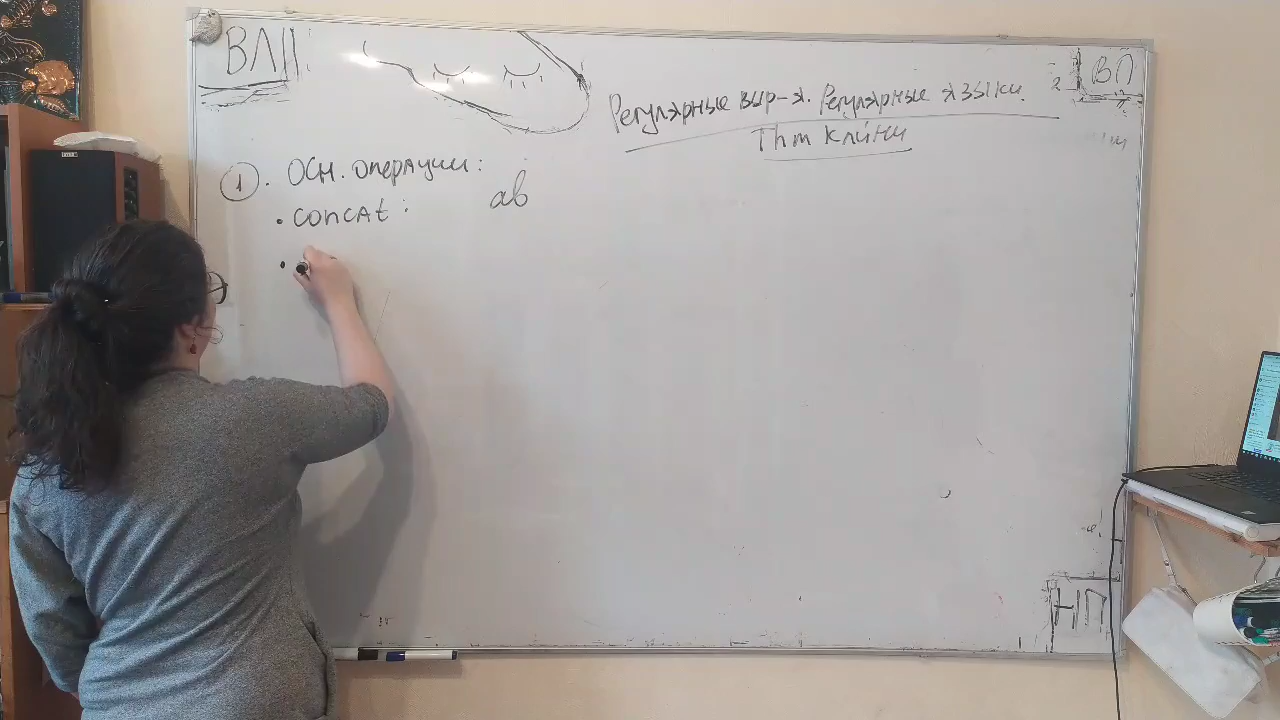 ВЛП
ВП
Регулярные выр-я. Регулярные языки.
Thm Клини
1. Осн. операции:
• concat: ab
•
НП